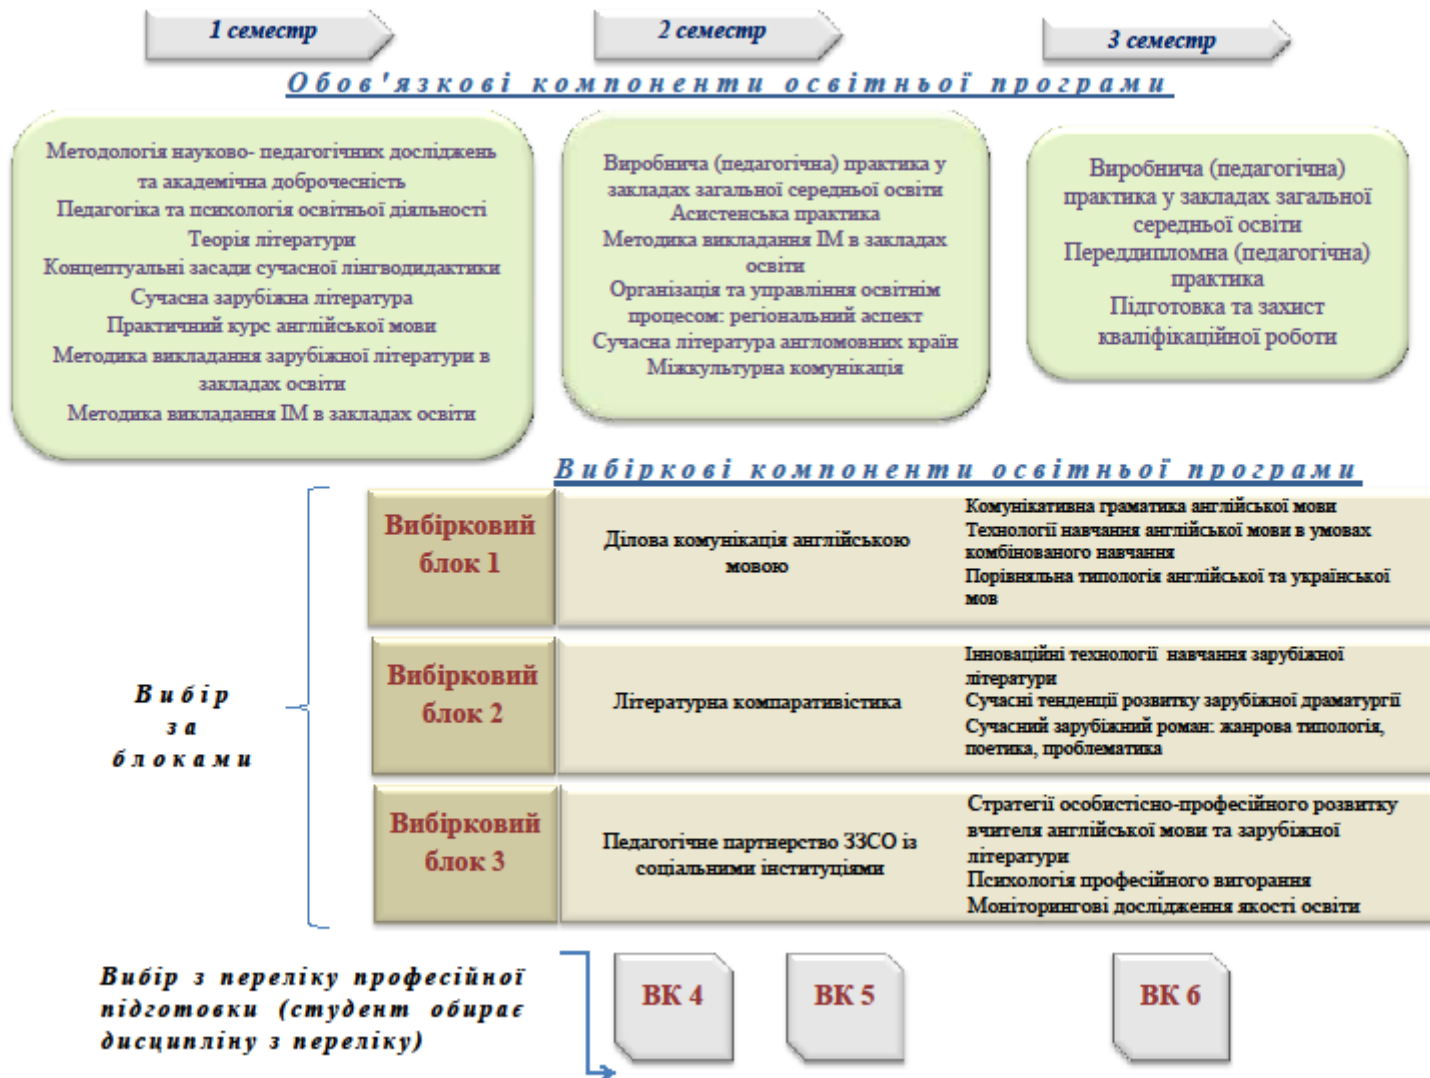 1 семестр
2 семестр
3 семестр
Обов'язкові компоненти освітньої програми
Методологія науково- педагогічних досліджень
та академічна доброчесність
Педагогіка та психологія освітньої діяльності
Теорія літератури
Концептуальні засади сучасної лінгводидактики
Сучасна зарубіжна література
Практичний курс англійської мови
Методика викладання зарубіжної літератури в
закладах освіти
Методика викладання ІМ в закладах освіти
Виробнича (педагогічна) практика у
закладах загальної середньої освіти
Асистенська практика
Методика викладання ІМ в закладах
освіти
Організація та управління освітнім
процесом: регіональний аспект
Сучасна література англомовних країн
Міжкультурна комунікація
Виробнича (педагогічна)
практика у закладах загальної
середньої освіти
Переддипломна (педагогічна)
практика
Підготовка та захист
кваліфікаційної роботи
Вибіркові компоненти освітньої програми
Вибір
за
блоками
Вибірковий
блок 1
Ділова комунікація англійською
мовою
Комунікативна граматика англійської мови
Технології навчання англійської мови в умовах
комбінованого навчання
Порівняльна типологія англійської та української
мов
Вибірковий
блок 2
Літературна компаративістика
Інноваційні технології навчання зарубіжної
літератури
Сучасні тенденції розвитку зарубіжної драматургії
Сучасний зарубіжний роман: жанрова типологія,
поетика, проблематика
Вибірковий
блок 3
Педагогічне партнерство ЗЗСО із
соціальними інституціями
Стратегії особистісно-професійного розвитку
вчителя англійської мови та зарубіжної
літератури
Психологія професійного вигорання
Моніторингові дослідження якості освіти
Вибір з переліку професійної
підготовки (студент обирає
дисципліну з переліку)
ВК 4
ВК 5
ВК 6